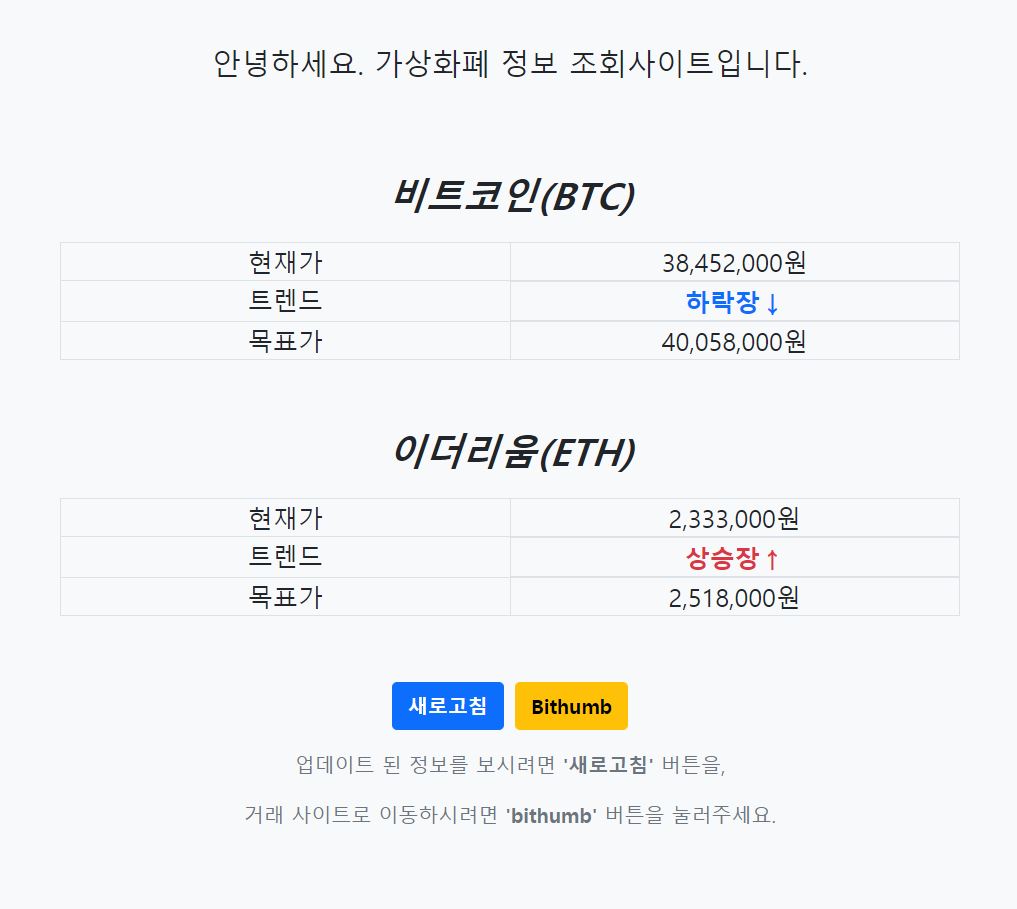 안녕하세요. 가상화폐 정보 조회사이트입니다.
비트코인(BTC)
현재가 38,452,000원
트렌드 하락장↓
목표가 40,058,000원
이더리움(ETH)
현재가 2,333,000원
트렌드 상승장↑
목표가 2,518,000원
새로고침 Bithumb
업데이트 된 정보를 보시려면 '새로고침' 버튼을,
거래 사이트로 이동하시려면 'bithumb' 버튼을 눌러주세요.